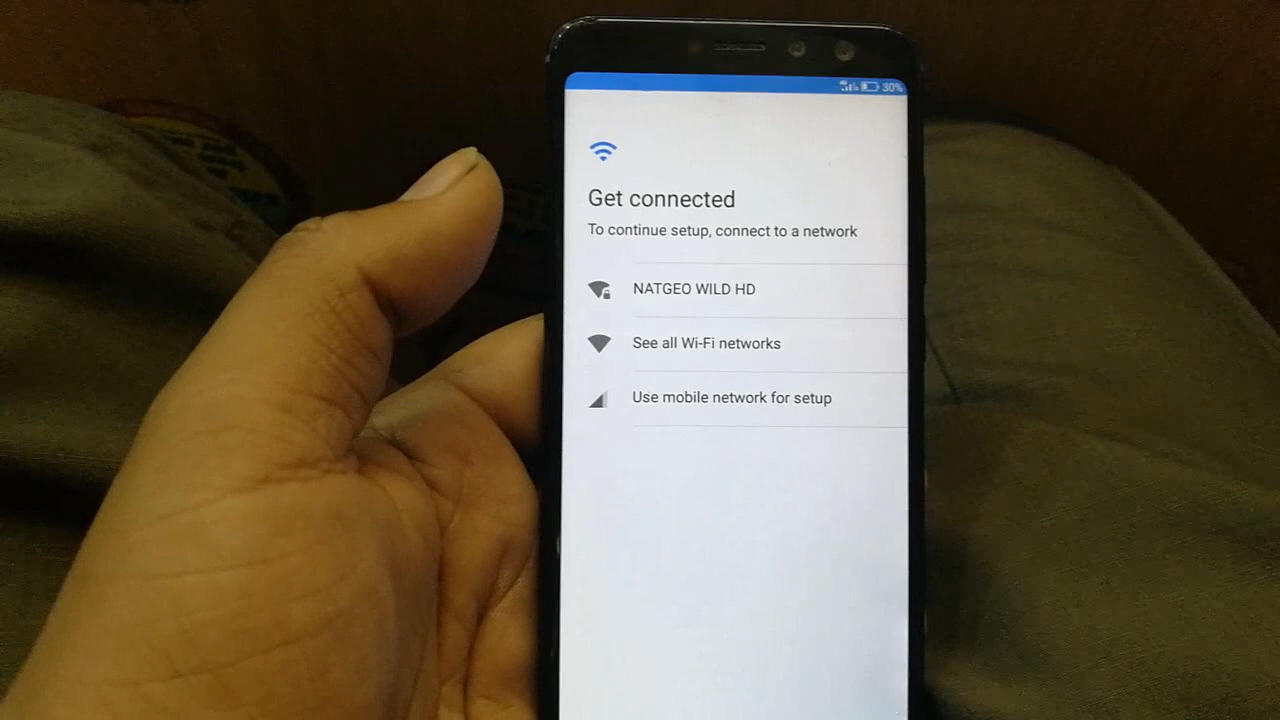 30%
Get connected
To continue setup, connect to a network
NATGEO WILD HD
See all Wi-Fi networks
Use mobile network for setup